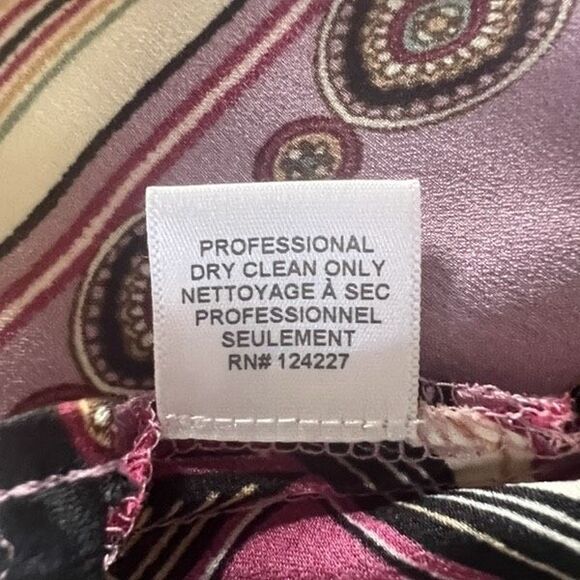 PROFESSIONAL
DRY CLEAN ONLY
NETTOYAGE À SEC
PROFESSIONNEL
SEULEMENT
RN# 124227